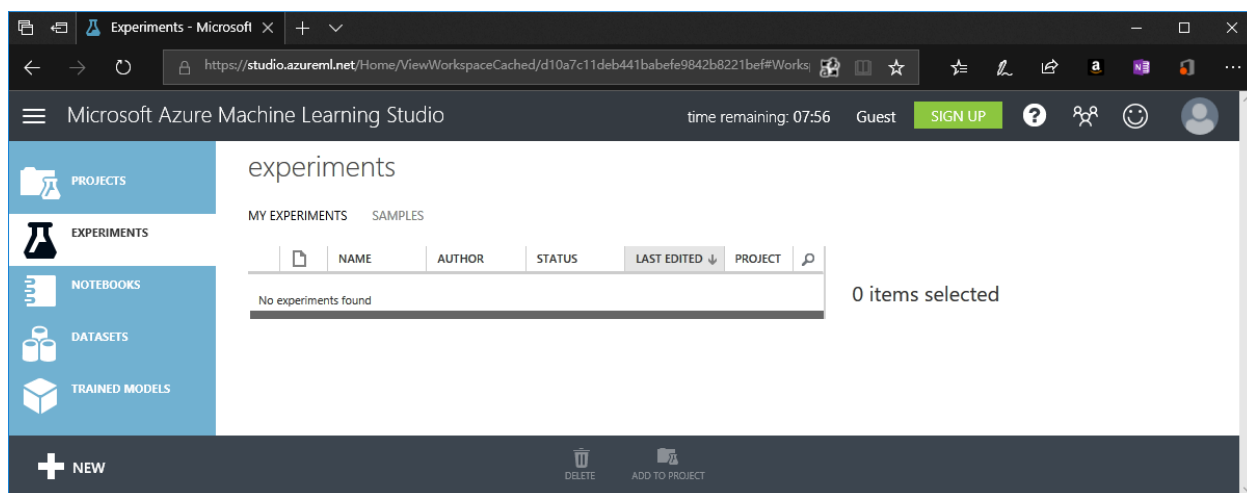 Experiments - Microsoft
https://studio.azureml.net/Home/ViewWorkspaceCached/d10a7c11deb441babefe9842b8221bef#Works
a
N
Microsoft Azure Machine Learning Studio
time remaining: 07:56 Guest SIGN UP ?
PROJECTS
EXPERIMENTS
NOTEBOOKS
DATASETS
TRAINED MODELS
experiments
MY EXPERIMENTS SAMPLES
NAME AUTHOR STATUS LAST EDITED PROJECT
No experiments found
0 items selected
NEW
DELETE
ADD TO PROJECT